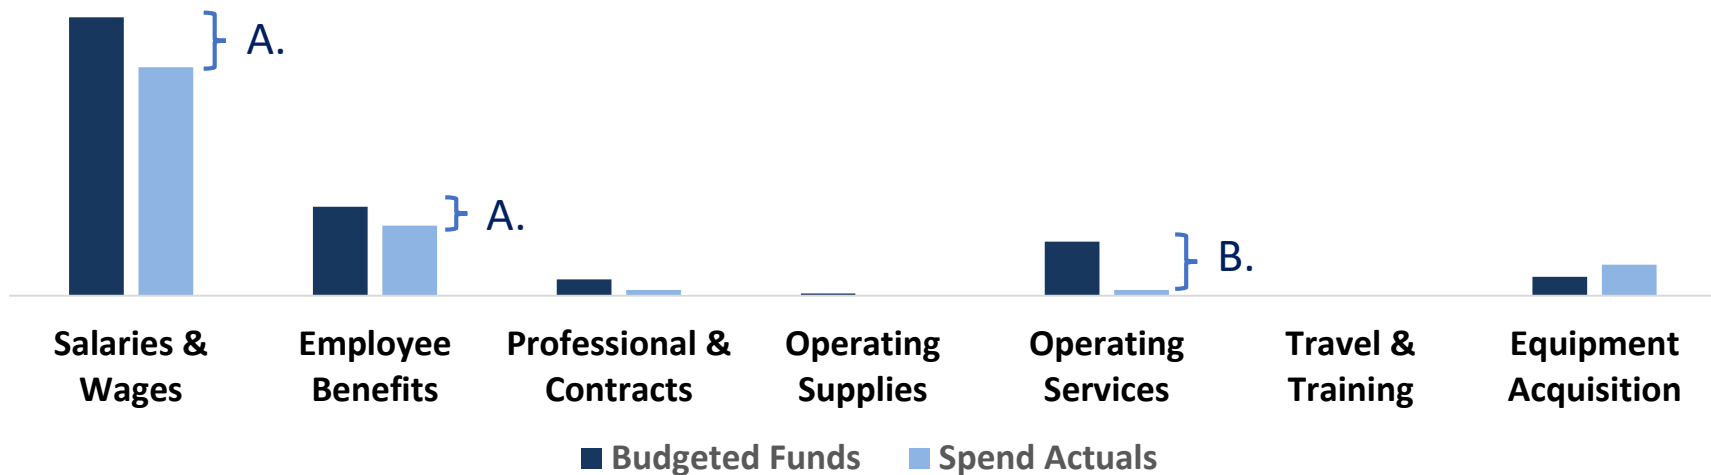 A.
A.
B.
Salaries & Wages
Employee Benefits
Professional & Contracts
Operating Supplies
Operating Services
Travel & Training
Equipment Acquisition
Budgeted Funds
Spend Actuals